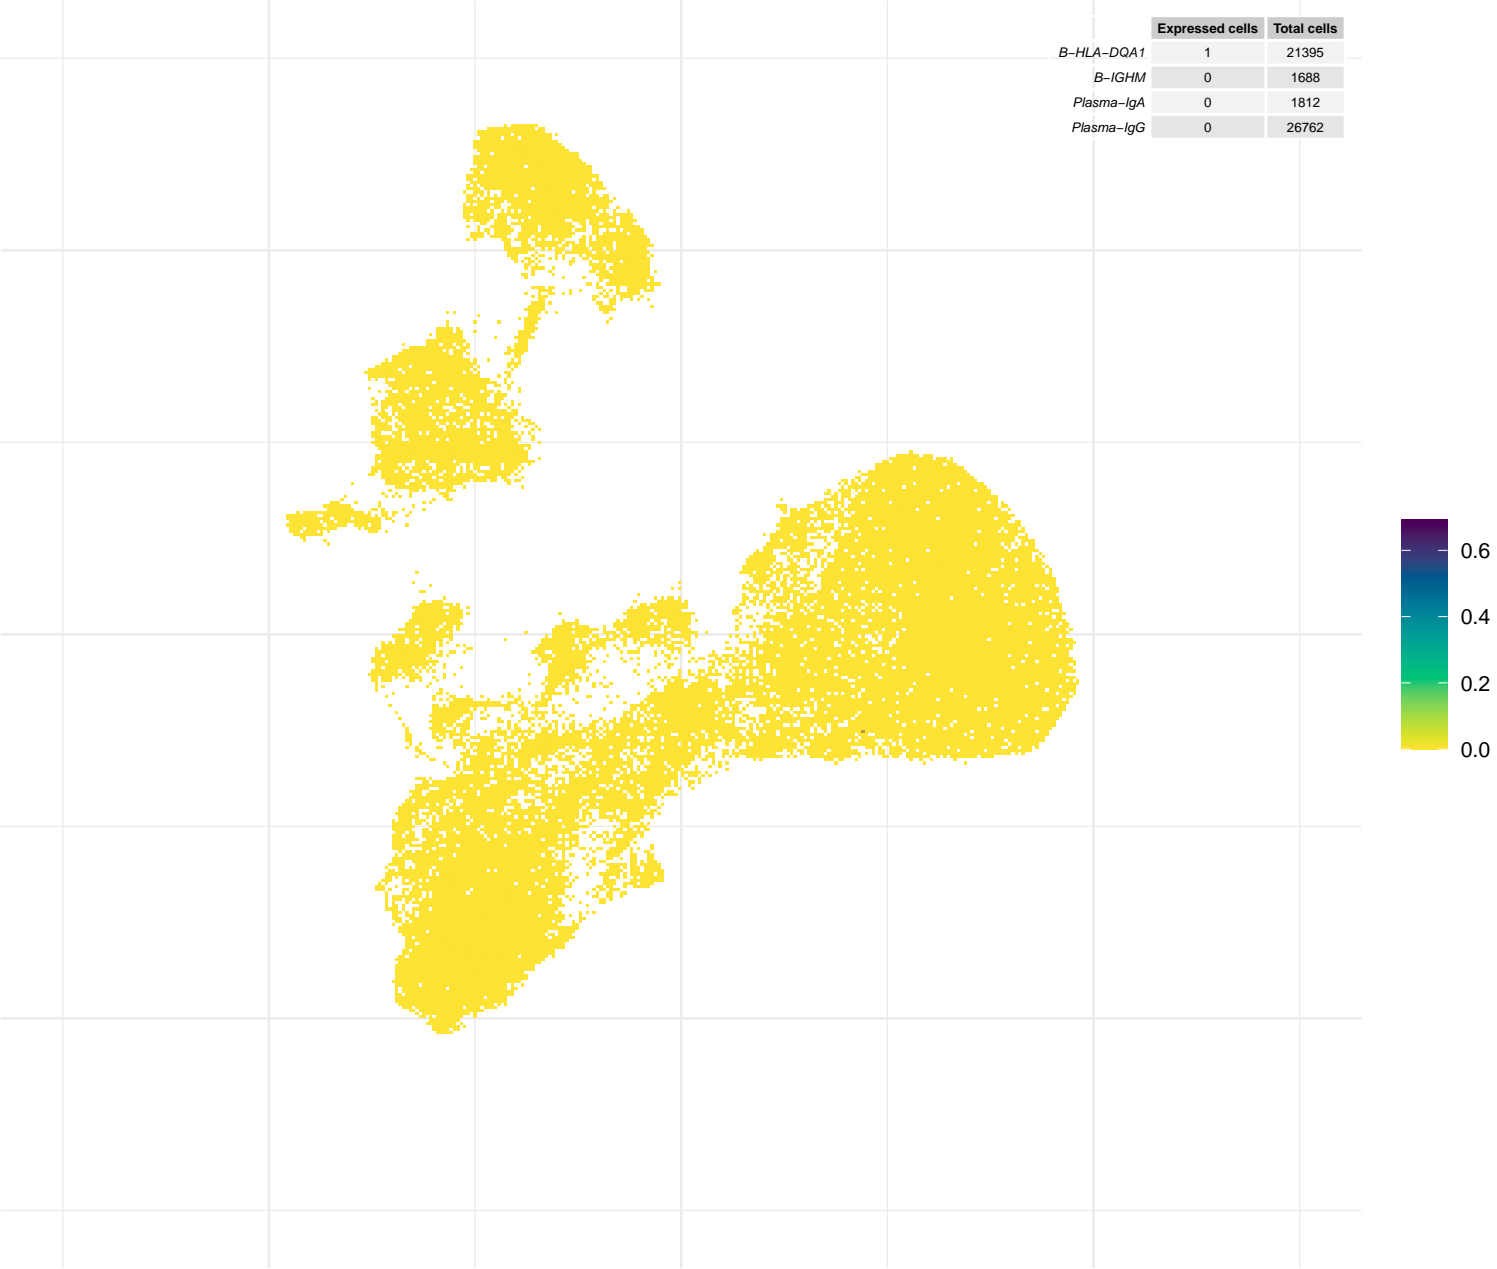 Expressed cells Total cells
B−HLA−DQA1 1 21395
B−IGHM 0 1688
Plasma−IgA 0 1812
Plasma−IgG 0 26762
0.6
0.4
0.2
0.0